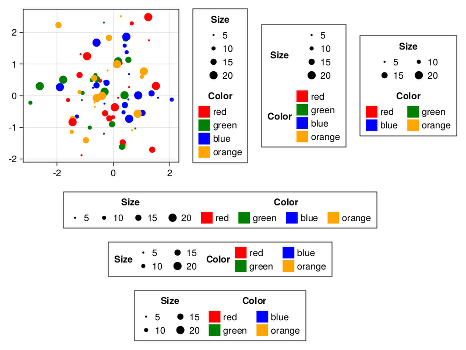 2
1
0
-1
-2
-2 0 2
Size
5
10
15
20
Color
red
green
blue
orange
Size
5
10
15
20
Color
red
green
blue
orange
5 10
15 20
red green
blue orange
Size Color
5 10 15 20 red green blue orange
Size 5 15 Color red blue
10 20 green orange
Size Color
5 15 red blue
10 20 green orange